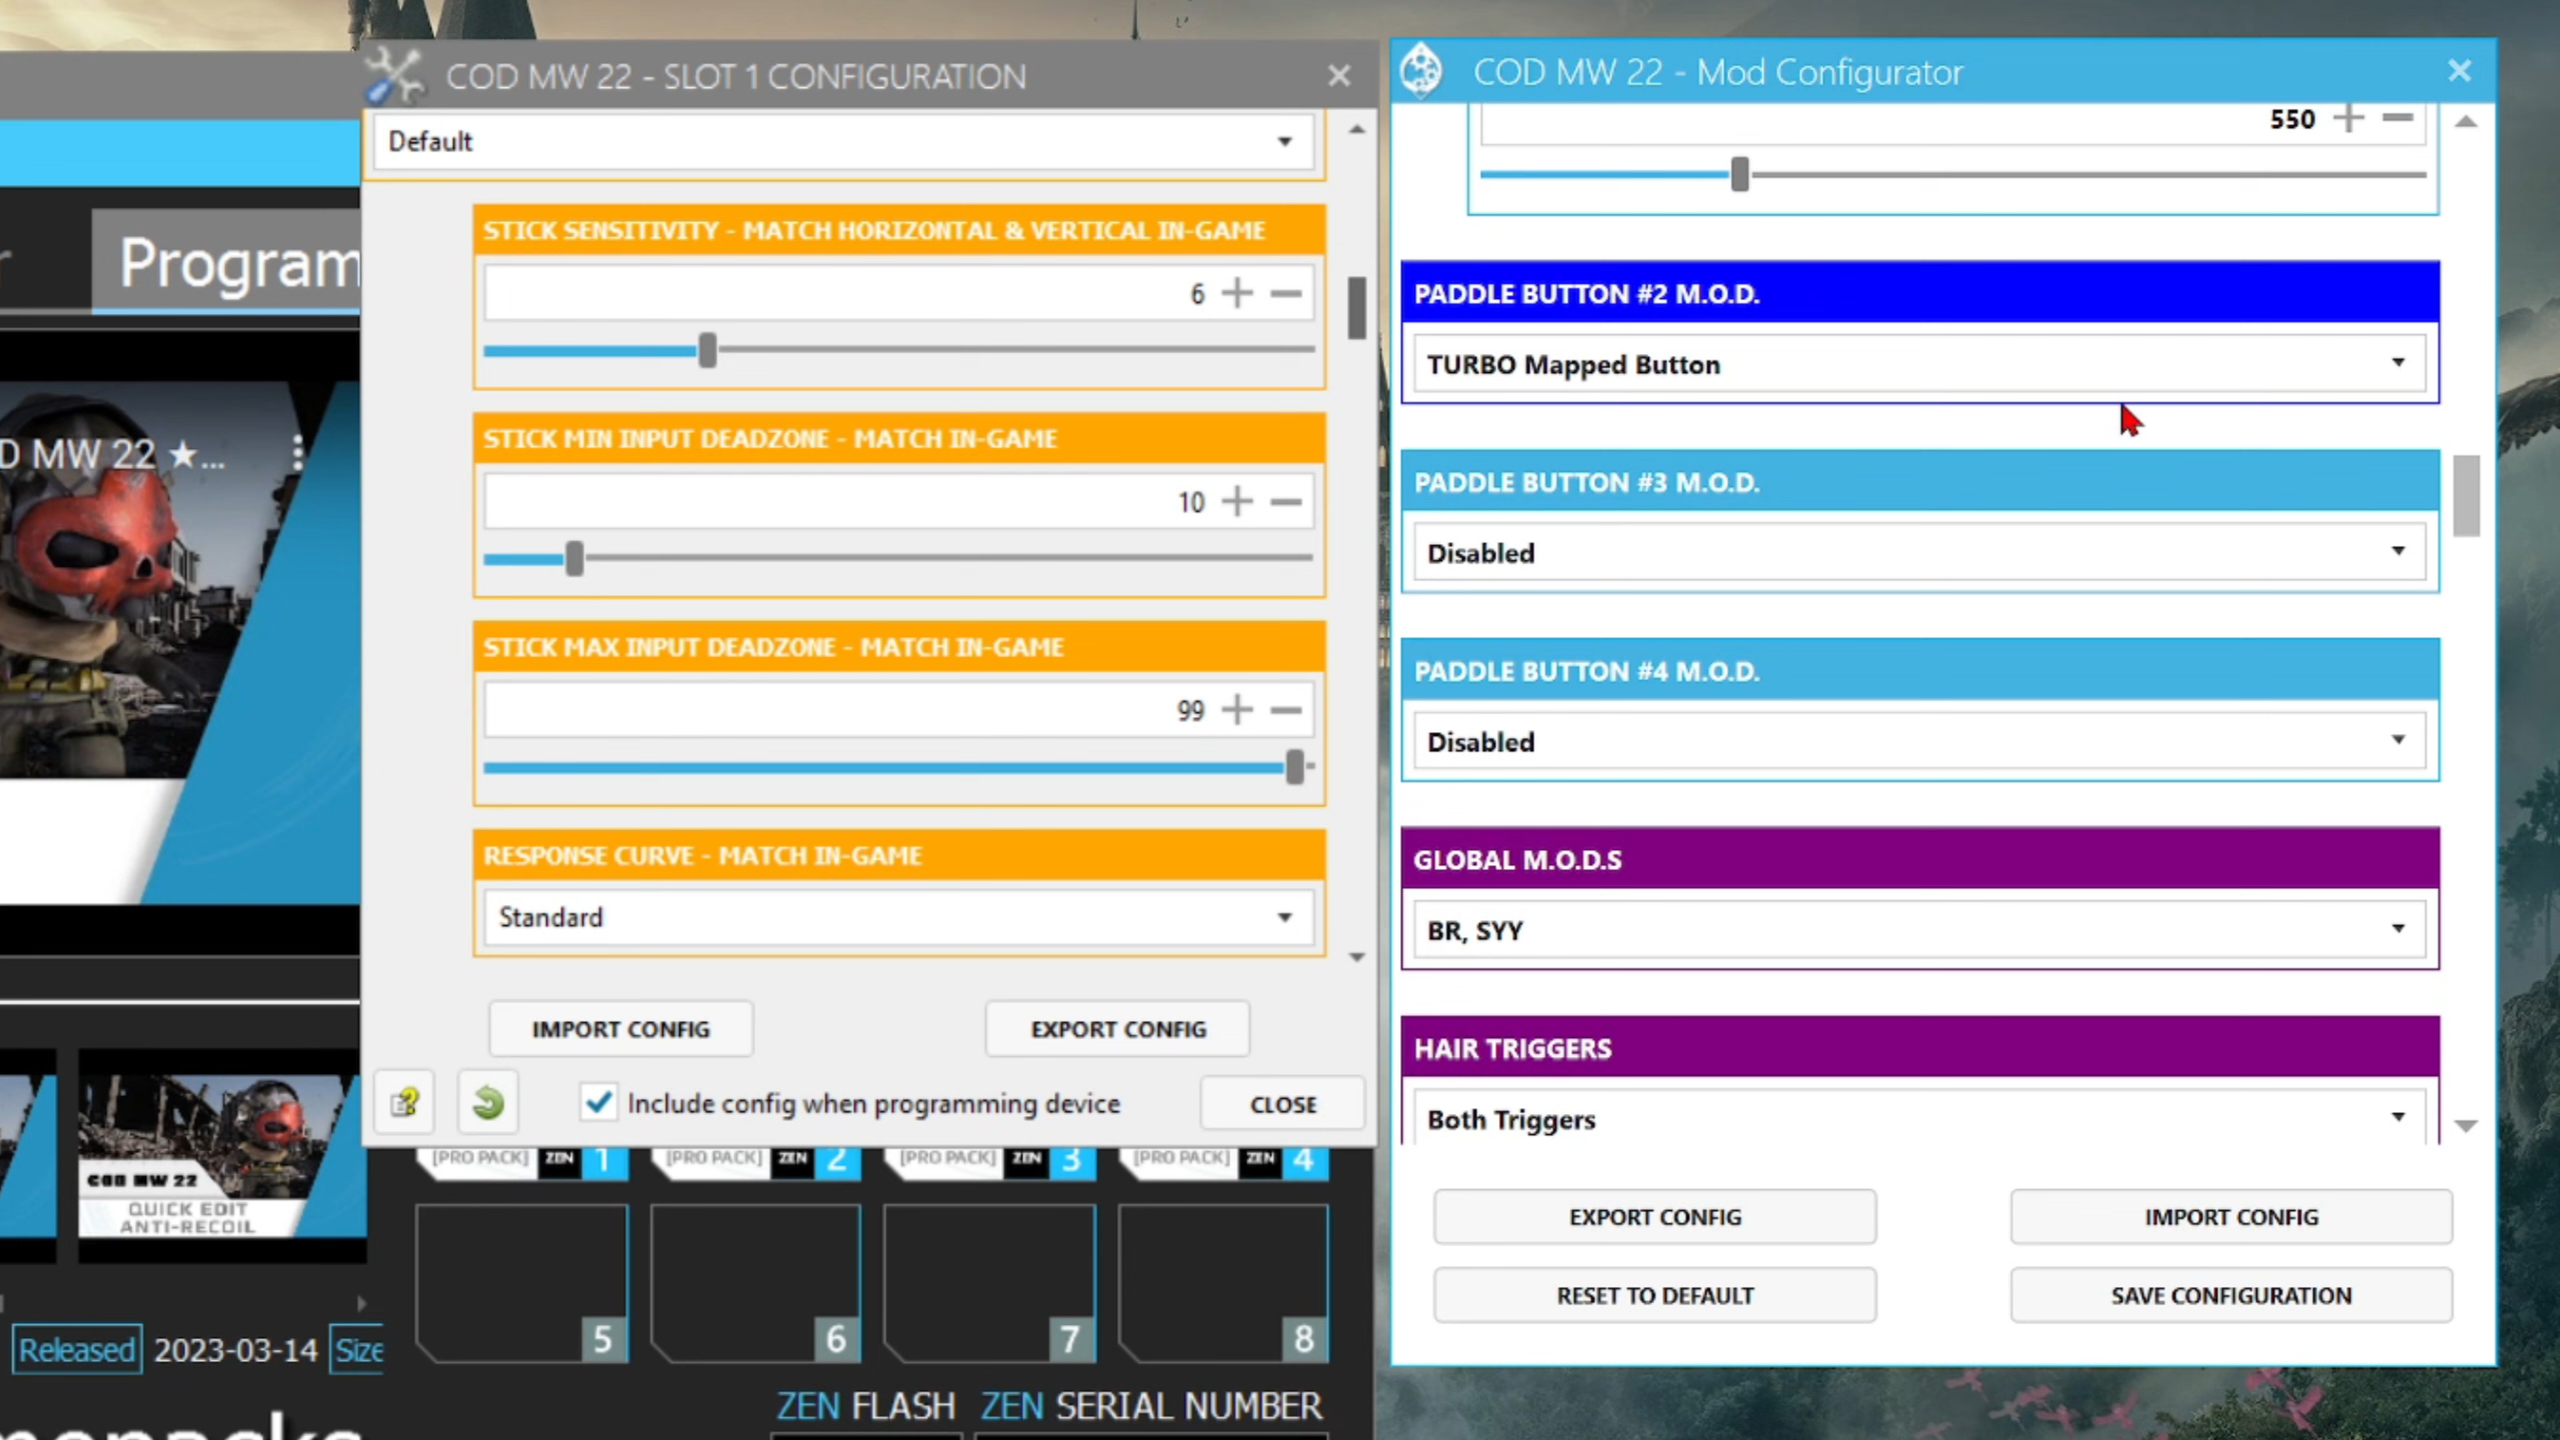 COD MW 22 - SLOT 1 CONFIGURATION
Default
STICK SENSITIVITY - MATCH HORIZONTAL & VERTICAL IN-GAME
6
STICK MIN INPUT DEADZONE - MATCH IN-GAME
10
STICK MAX INPUT DEADZONE - MATCH IN-GAME
99
RESPONSE CURVE - MATCH IN-GAME
Standard
IMPORT CONFIG
EXPORT CONFIG
Include config when programming device
CLOSE
COD MW 22 - Mod Configurator
550
PADDLE BUTTON #2 M.O.D.
TURBO Mapped Button
PADDLE BUTTON #3 M.O.D.
Disabled
PADDLE BUTTON #4 M.O.D.
Disabled
GLOBAL M.O.D.S
BR, SYY
HAIR TRIGGERS
Both Triggers
EXPORT CONFIG
IMPORT CONFIG
RESET TO DEFAULT
SAVE CONFIGURATION
Program
D MW 22 ★...
COD MW 22
QUICK EDIT
ANTI-RECOIL
Released 2023-03-14 Size
[PRO PACK] ZEN 1
[PRO PACK] ZEN 2
[PRO PACK] ZEN 3
[PRO PACK] ZEN 4
5
6
7
8
ZEN FLASH
ZEN SERIAL NUMBER